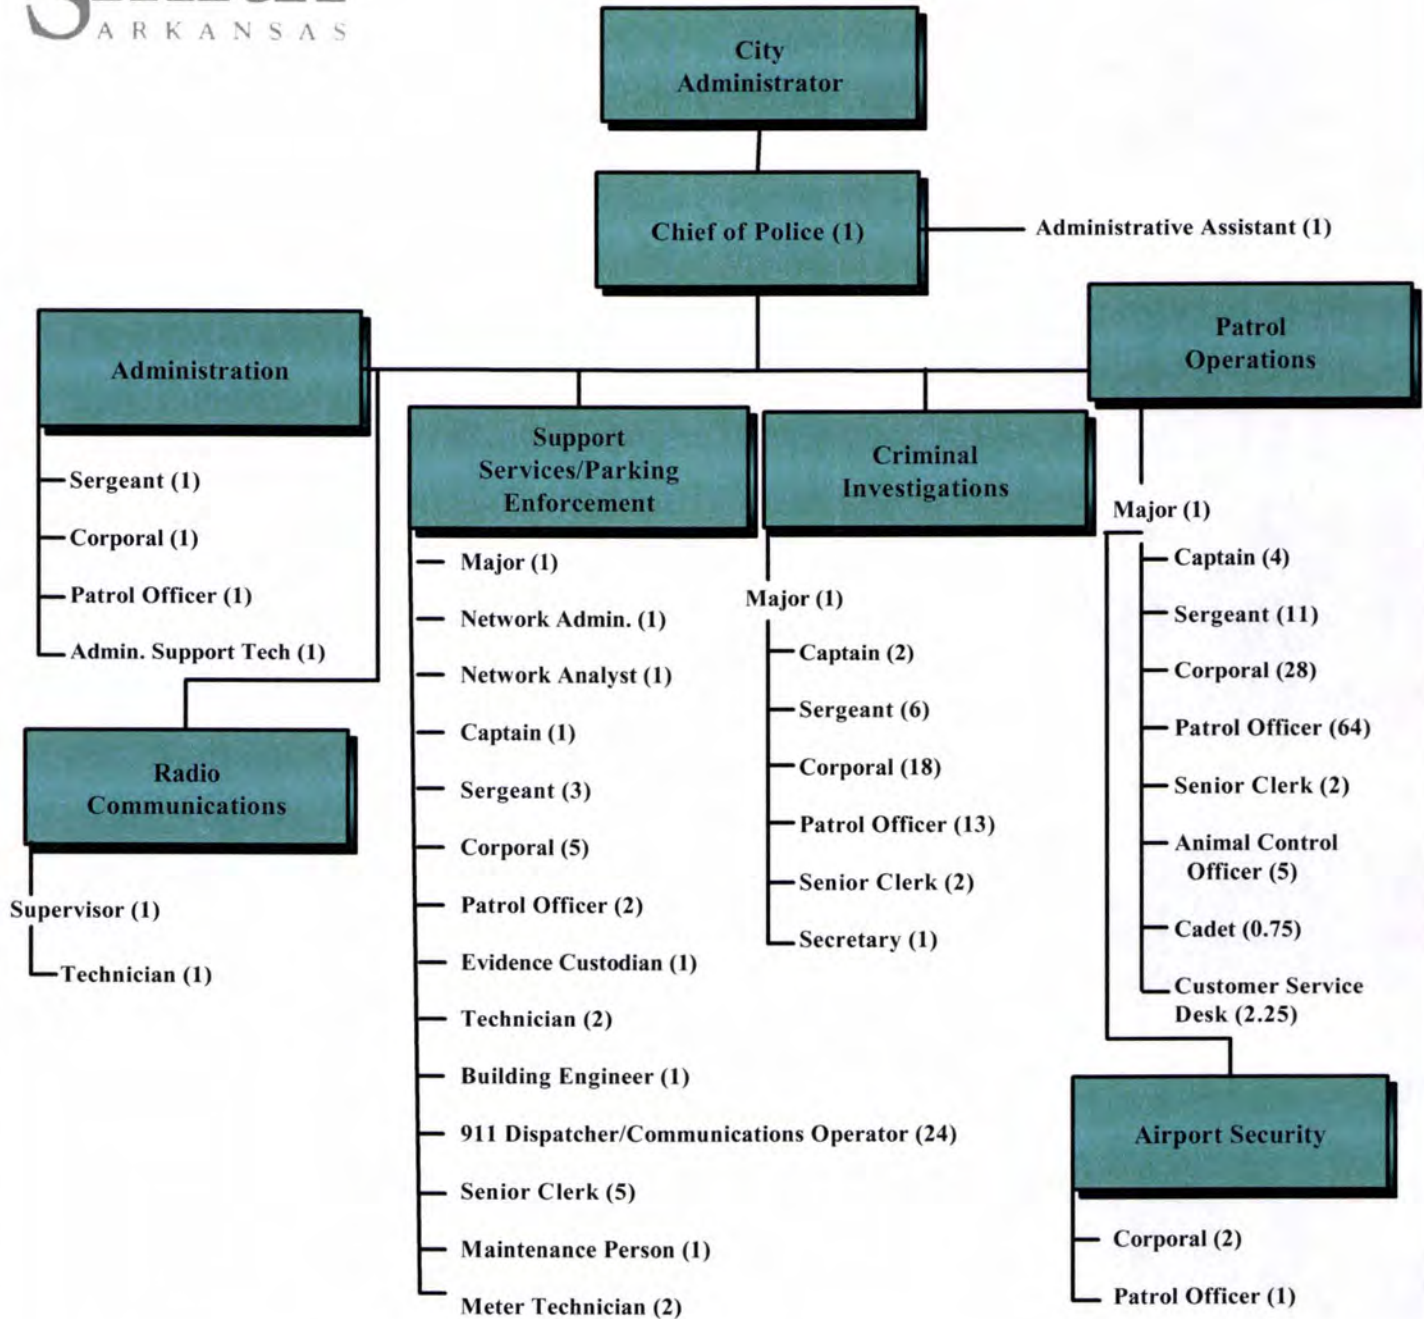 ARKANSAS
City
Administrator
Chief of Police (1)
Administrative Assistant (1)
Administration
Sergeant (1)
Corporal (1)
Patrol Officer (1)
Admin. Support Tech (1)
Radio
Communications
Supervisor (1)
Technician (1)
Support
Services/Parking
Enforcement
Major (1)
Network Admin. (1)
Network Analyst (1)
Captain (1)
Sergeant (3)
Corporal (5)
Patrol Officer (2)
Evidence Custodian (1)
Technician (2)
Building Engineer (1)
911 Dispatcher/Communications Operator (24)
Senior Clerk (5)
Maintenance Person (1)
Meter Technician (2)
Criminal
Investigations
Major (1)
Captain (2)
Sergeant (6)
Corporal (18)
Patrol Officer (13)
Senior Clerk (2)
Secretary (1)
Patrol
Operations
Major (1)
Captain (4)
Sergeant (11)
Corporal (28)
Patrol Officer (64)
Senior Clerk (2)
Animal Control
Officer (5)
Cadet (0.75)
Customer Service
Desk (2.25)
Airport Security
Corporal (2)
Patrol Officer (1)